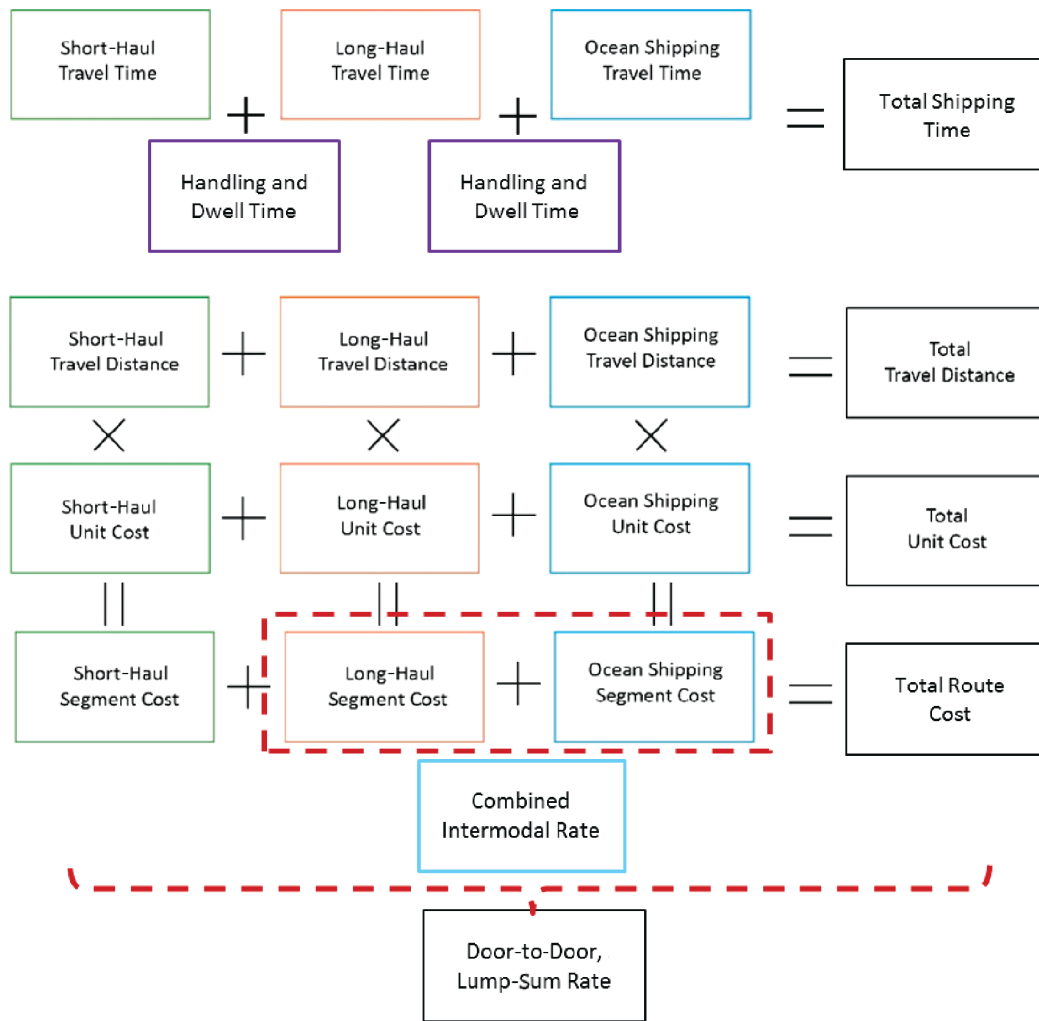 Short-Haul
Travel Time
Long-Haul
Travel Time
Ocean Shipping
Travel Time
Total Shipping
Time
+
+
=
Handling and
Dwell Time
Handling and
Dwell Time
Short-Haul
Travel Distance
+
Long-Haul
Travel Distance
+
Ocean Shipping
Travel Distance
=
Total
Travel Distance
×
×
×
Short-Haul
Unit Cost
+
Long-Haul
Unit Cost
+
Ocean Shipping
Unit Cost
=
Total
Unit Cost
||
||
||
Short-Haul
Segment Cost
+
Long-Haul
Segment Cost
+
Ocean Shipping
Segment Cost
=
Total Route
Cost
Combined
Intermodal Rate
Door-to-Door,
Lump-Sum Rate